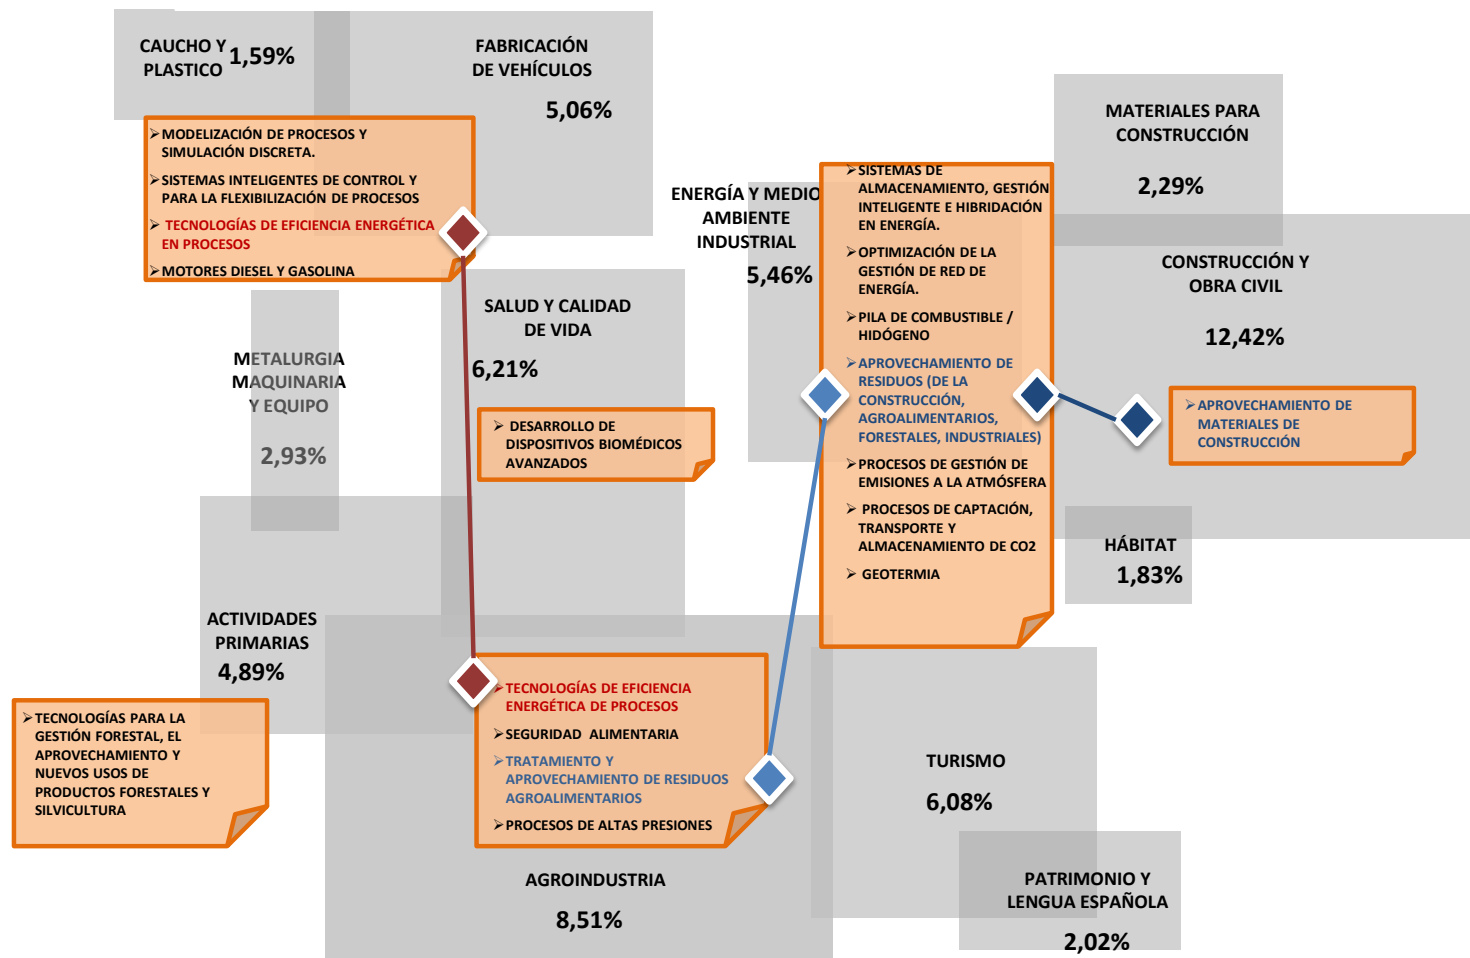 CAUCHO Y
PLASTICO
1,59%
FABRICACIÓN
DE VEHÍCULOS
5,06%
➢MODELIZACIÓN DE PROCESOS Y
SIMULACIÓN DISCRETA.
➢SISTEMAS INTELIGENTES DE CONTROL Y
PARA LA FLEXIBILIZACIÓN DE PROCESOS
➢ TECNOLOGÍAS DE EFICIENCIA ENERGÉTICA
EN PROCESOS
➢MOTORES DIESEL Y GASOLINA
METALURGIA
MAQUINARIA
Y EQUIPO
2,93%
SALUD Y CALIDAD
DE VIDA
6,21%
➢ DESARROLLO DE
DISPOSITIVOS BIOMÉDICOS
AVANZADOS
ENERGÍA Y MEDIO
AMBIENTE
INDUSTRIAL
5,46%
➢SISTEMAS DE
ALMACENAMIENTO, GESTIÓN
INTELIGENTE E HIBRIDACIÓN
EN ENERGÍA.
➢OPTIMIZACIÓN DE LA
GESTIÓN DE RED DE
ENERGÍA.
➢PILA DE COMBUSTIBLE /
HIDÓGENO
➢APROVECHAMIENTO DE
RESIDUOS (DE LA
CONSTRUCCIÓN,
AGROALIMENTARIOS,
FORESTALES, INDUSTRIALES)
➢PROCESOS DE GESTIÓN DE
EMISIONES A LA ATMÓSFERA
➢ PROCESOS DE CAPTACIÓN,
TRANSPORTE Y
ALMACENAMIENTO DE CO2
➢ GEOTERMIA
MATERIALES PARA
CONSTRUCCIÓN
2,29%
CONSTRUCCIÓN Y
OBRA CIVIL
12,42%
➢APROVECHAMIENTO DE
MATERIALES DE
CONSTRUCCIÓN
HÁBITAT
1,83%
ACTIVIDADES
PRIMARIAS
4,89%
➢TECNOLOGÍAS PARA LA
GESTIÓN FORESTAL, EL
APROVECHAMIENTO Y
NUEVOS USOS DE
PRODUCTOS FORESTALES Y
SILVICULTURA
➢TECNOLOGÍAS DE EFICIENCIA
ENERGÉTICA DE PROCESOS
➢SEGURIDAD ALIMENTARIA
➢TRATAMIENTO Y
APROVECHAMIENTO DE RESIDUOS
AGROALIMENTARIOS
➢PROCESOS DE ALTAS PRESIONES
AGROINDUSTRIA
8,51%
TURISMO
6,08%
PATRIMONIO Y
LENGUA ESPAÑOLA
2,02%